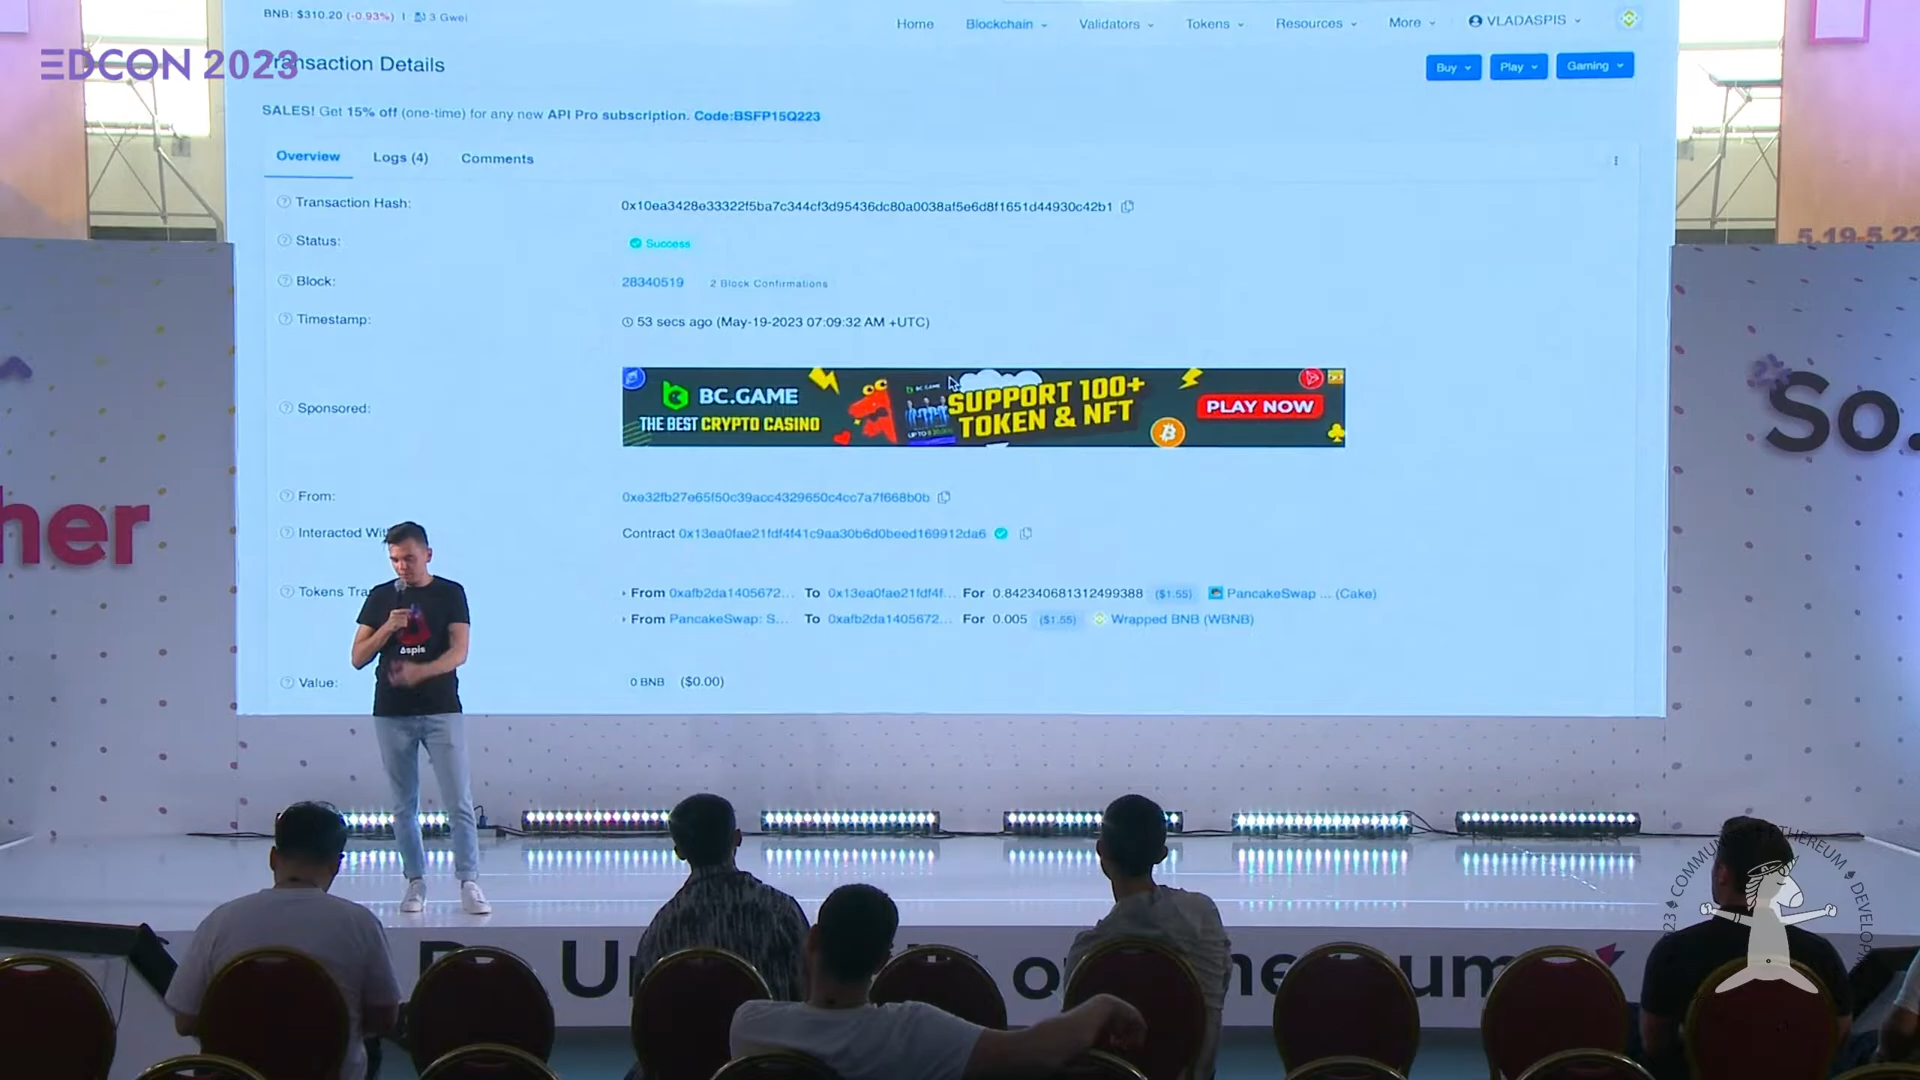 BNB: $310.20 (-0.93%) | 3 Gwei
Home Blockchain Validators Tokens Resources More VLADASPIS
EDCON 2023
Transaction Details
Buy Play Gaming
SALES! Get 15% off (one-time) for any new API Pro subscription. Code:BSFP15Q223
Overview Logs (4) Comments
Transaction Hash: 0x10ea3428e33322f5ba7c344cf3d95436dc80a0038af5e6d8f1651d44930c42b1
Status: Success
Block: 28340519 2 Block Confirmations
Timestamp: 53 secs ago (May-19-2023 07:09:32 AM +UTC)
Sponsored:
BC.GAME
THE BEST CRYPTO CASINO
SUPPORT 100+
TOKEN & NFT
PLAY NOW
From: 0xe32fb27e65f50c39acc4329650c4cc7a7f668b0b
Interacted Wit
Contract 0x13ea0fae21fdf4f41c9aa30b6d0beed169912da6
Tokens Tra
From 0xafb2da1405672... To 0x13ea0fae21fdf4f... For 0.842340681312499388 ($1.55) PancakeSwap ... (Cake)
From PancakeSwap: S... To 0xafb2da1405672... For 0.005 ($1.55) Wrapped BNB (WBNB)
Value: 0 BNB ($0.00)
5.19-5.23
her
So.
Aspis
23 COMMUN ETHEREUM DEVELOP